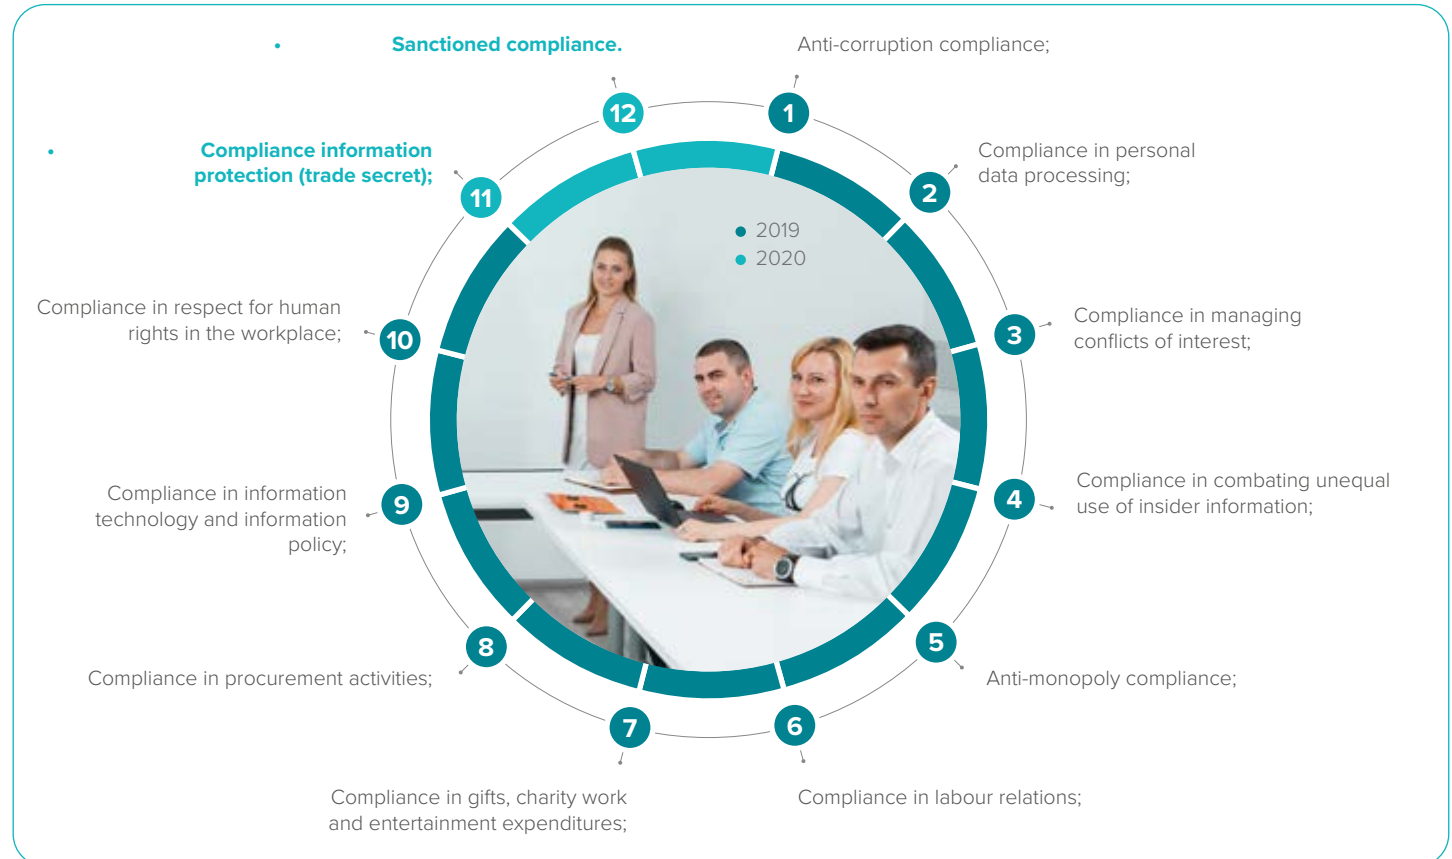 • Sanctioned compliance.
Anti-corruption compliance;
12
1
• Compliance information
protection (trade secret);
Compliance in personal
data processing;
11
2
• 2019
• 2020
Compliance in respect for human
rights in the workplace;
10
3
Compliance in managing
conflicts of interest;
Compliance in information
technology and information
policy;
9
4
Compliance in combating unequal
use of insider information;
8
5
Compliance in procurement activities;
Anti-monopoly compliance;
7
6
Compliance in gifts, charity work
and entertainment expenditures;
Compliance in labour relations;